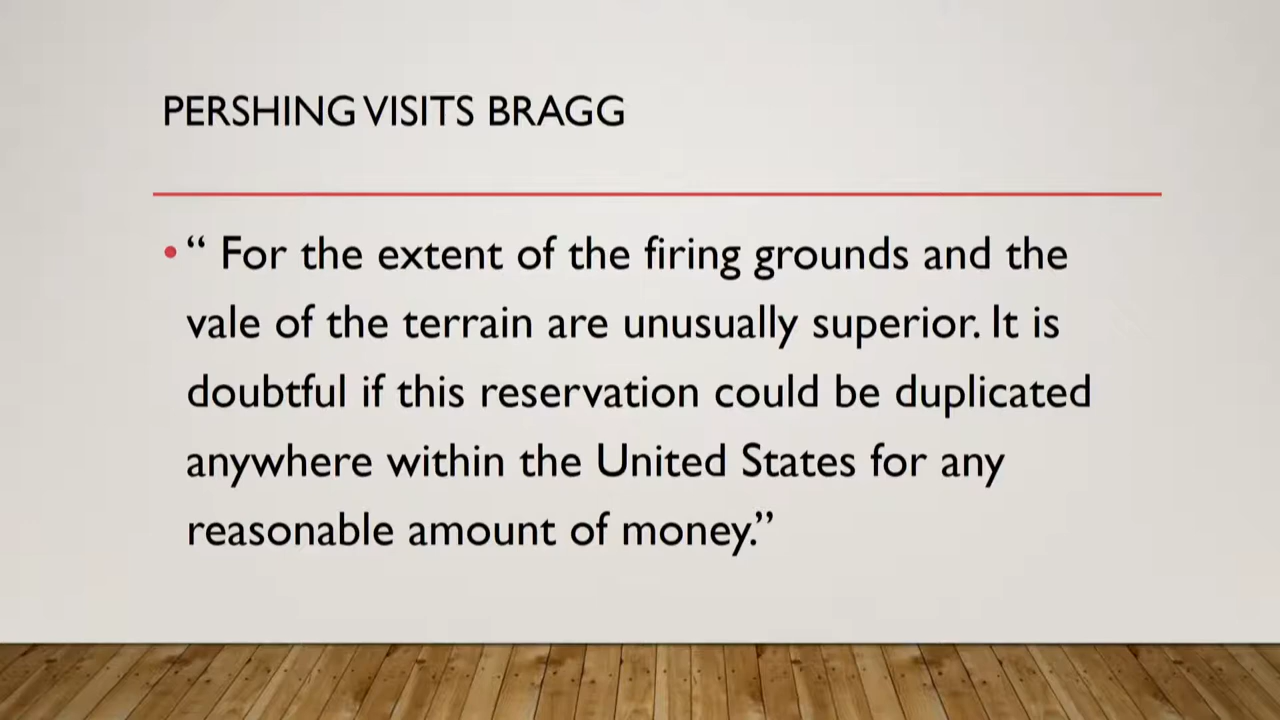 PERSHING VISITS BRAGG
• “ For the extent of the firing grounds and the
vale of the terrain are unusually superior. It is
doubtful if this reservation could be duplicated
anywhere within the United States for any
reasonable amount of money.”